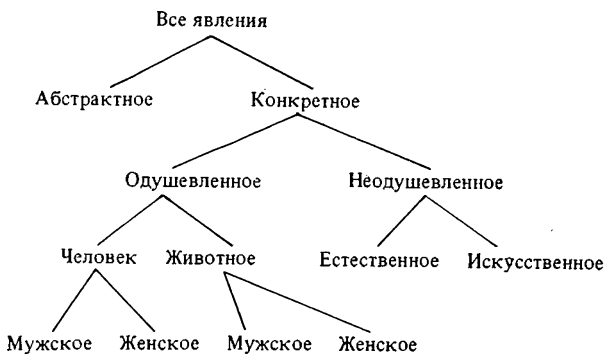 Все явления
Абстрактное Конкретное
Одушевленное Неодушевленное
Человек Животное Естественное Искусственное
Мужское Женское Мужское Женское